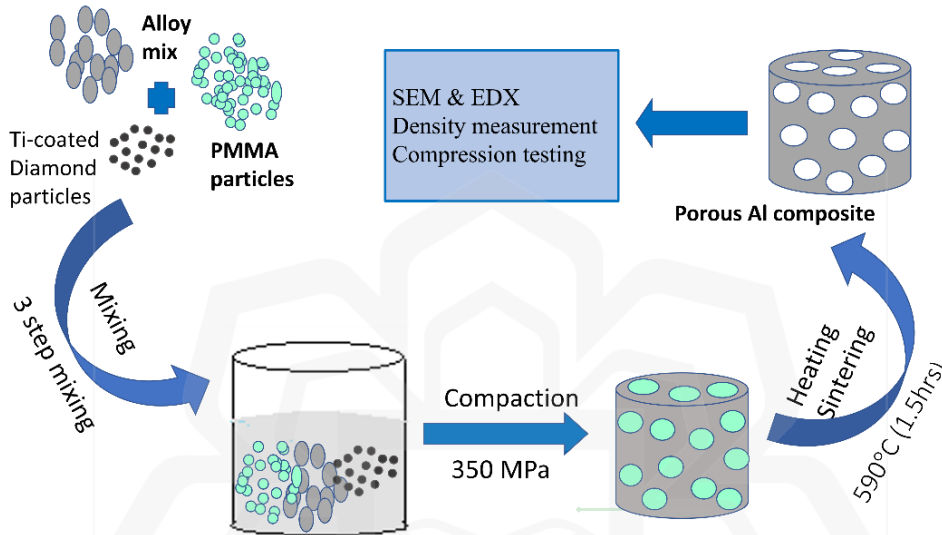 Alloy
mix
PMMA
particles
Ti-coated
Diamond
particles
Mixing
3 step mixing
Compaction
350 MPa
Heating
Sintering
590°C (1.5hrs)
Porous Al composite
SEM & EDX
Density measurement
Compression testing